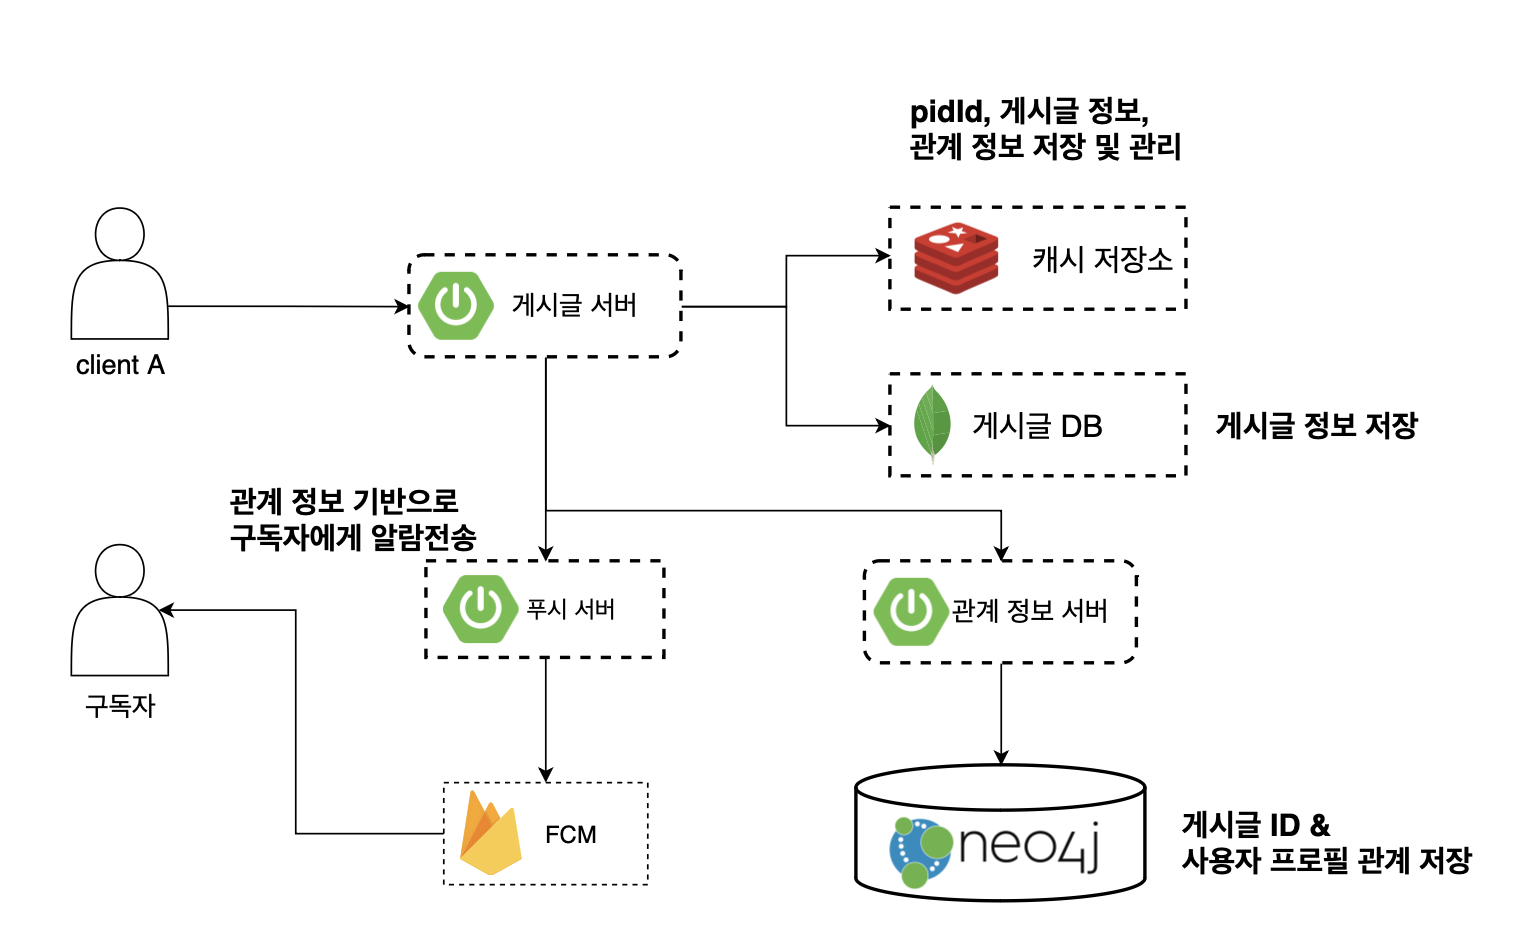 pidId, 게시글 정보,
관계 정보 저장 및 관리
캐시 저장소
client A
게시글 서버
게시글 DB
게시글 정보 저장
관계 정보 기반으로
구독자에게 알람전송
푸시 서버
관계 정보 서버
구독자
FCM
neo4j
게시글 ID &
사용자 프로필 관계 저장